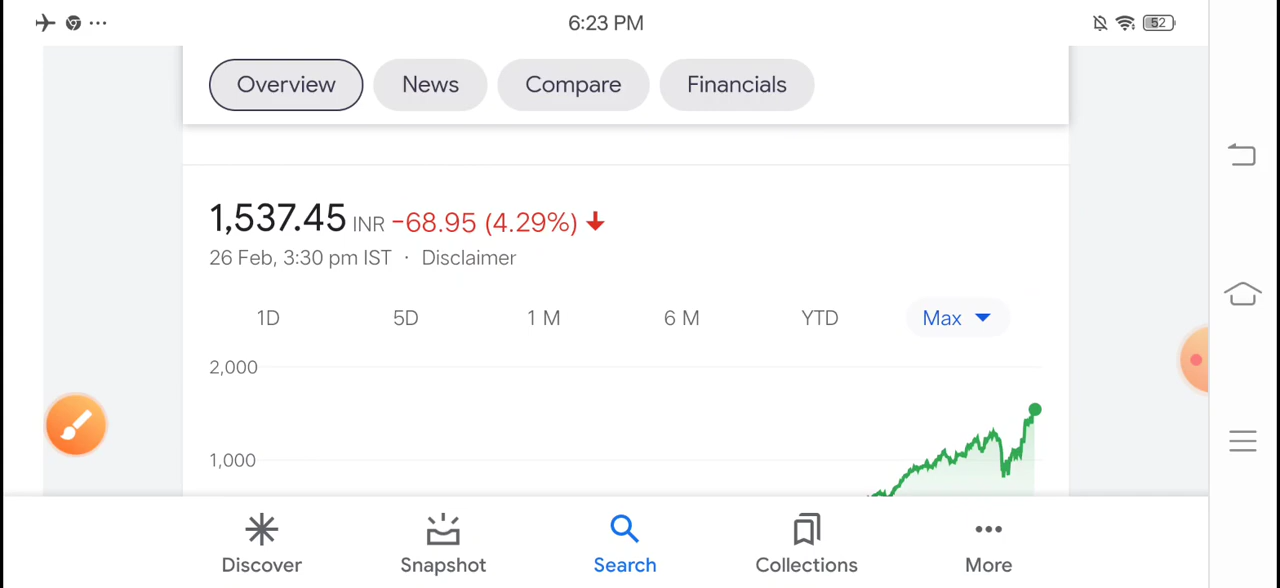 6:23 PM
52
Overview News Compare Financials
1,537.45 INR −68.95 (4.29%) ↓
26 Feb, 3:30 pm IST · Disclaimer
1D 5D 1 M 6 M YTD Max
2,000
1,000
Discover Snapshot Search Collections More